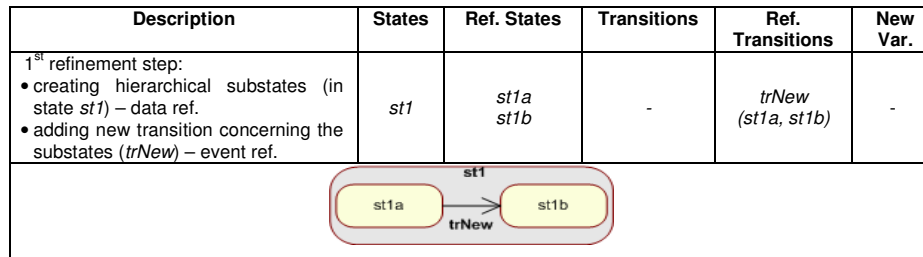 Description States Ref. States Transitions Ref. Transitions New Var.
1st refinement step:
• creating hierarchical substates (in
state st1) – data ref.
• adding new transition concerning the
substates (trNew) – event ref.
st1
st1a
st1b
-
trNew
(st1a, st1b)
-
st1
st1a
st1b
trNew